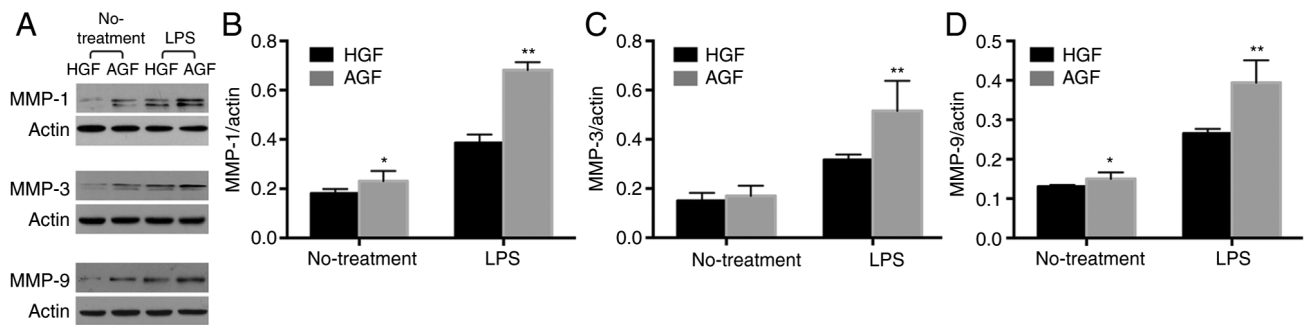 A
No-
treatment
LPS
HGF AGF HGF AGF
MMP-1
Actin
MMP-3
Actin
MMP-9
Actin
B
MMP-1/actin
0.8
0.6
0.4
0.2
0.0
HGF
AGF
*
**
No-treatment
LPS
C
MMP-3/actin
0.8
0.6
0.4
0.2
0.0
HGF
AGF
**
No-treatment
LPS
D
MMP-9/actin
0.5
0.4
0.3
0.2
0.1
0.0
HGF
AGF
*
**
No-treatment
LPS